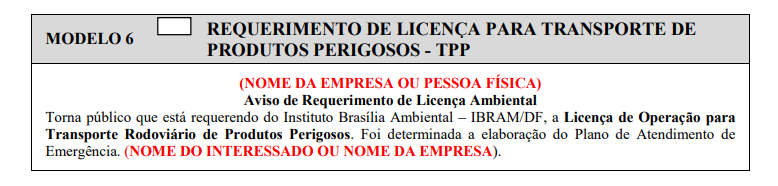 MODELO 6
REQUERIMENTO DE LICENÇA PARA TRANSPORTE DE
PRODUTOS PERIGOSOS - TPP
(NOME DA EMPRESA OU PESSOA FÍSICA)
Aviso de Requerimento de Licença Ambiental
Torna público que está requerendo do Instituto Brasília Ambiental – IBRAM/DF, a Licença de Operação para
Transporte Rodoviário de Produtos Perigosos. Foi determinada a elaboração do Plano de Atendimento de
Emergência. (NOME DO INTERESSADO OU NOME DA EMPRESA).